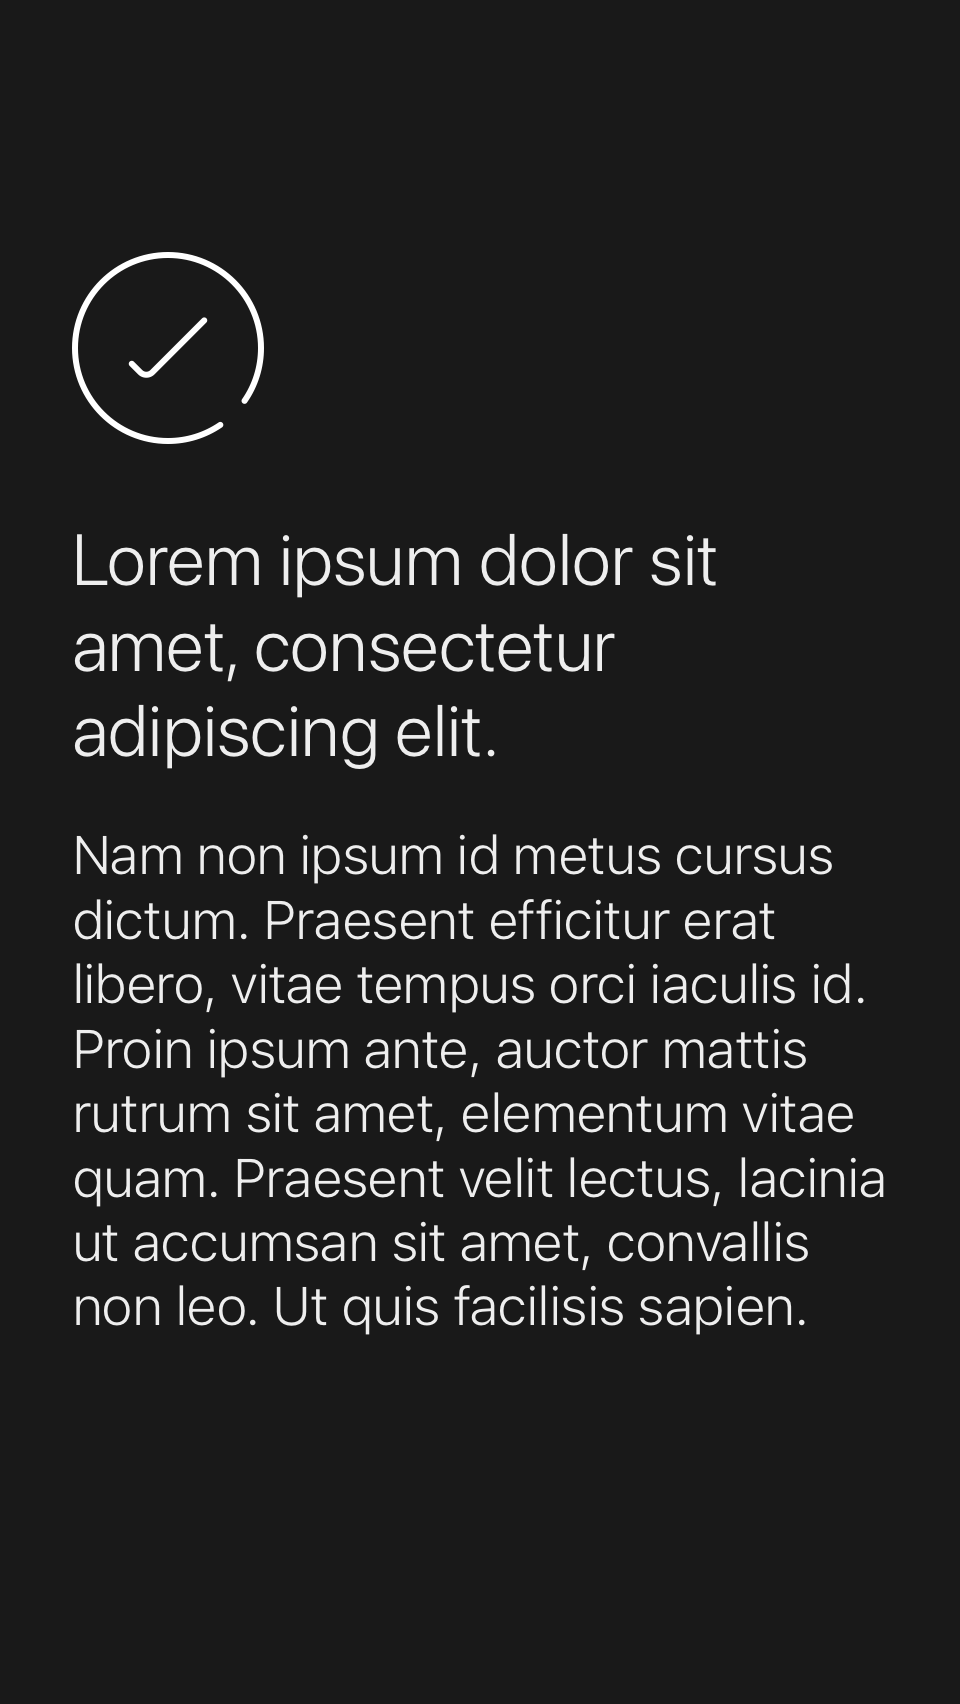 Lorem ipsum dolor sit
amet, consectetur
adipiscing elit.
Nam non ipsum id metus cursus
dictum. Praesent efficitur erat
libero, vitae tempus orci iaculis id.
Proin ipsum ante, auctor mattis
rutrum sit amet, elementum vitae
quam. Praesent velit lectus, lacinia
ut accumsan sit amet, convallis
non leo. Ut quis facilisis sapien.